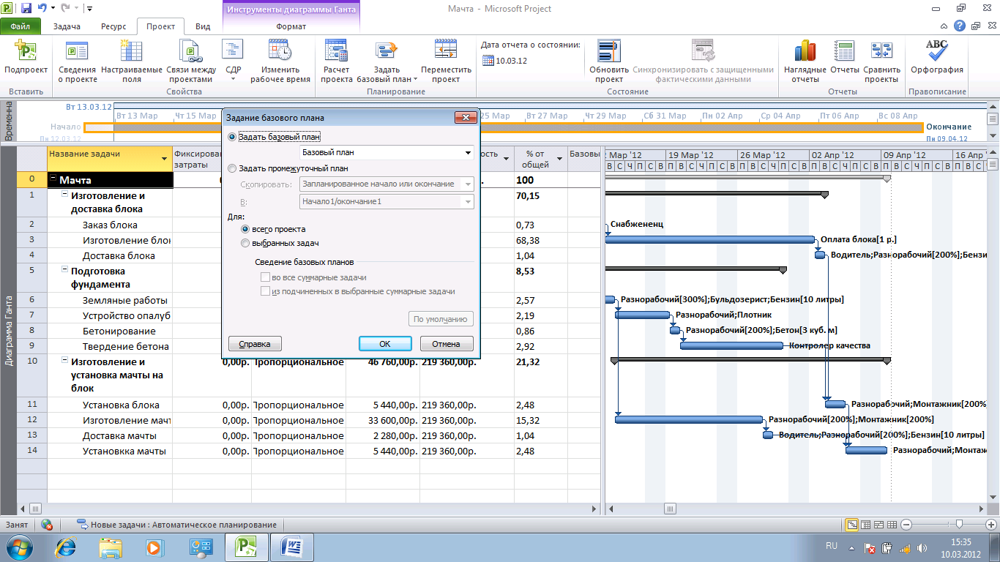 Инструменты диаграммы Ганта
Мачта - Microsoft Project
Файл Задача Ресурс Проект Вид Формат
Подпроект
Сведения о проекте
Настраиваемые поля
Связи между проектами
СДР
Изменить рабочее время
Расчет проекта
Задать базовый план
Переместить проект
Дата отчета о состоянии:
10.03.12
Обновить проект
Синхронизировать с защищенными фактическими данными
Наглядные отчеты
Отчеты
Сравнить проекты
ABC
Орфография
Вставить Свойства Планирование Состояние Отчеты Правописание
Временна
Вт 13.03.12
Вт 13 Мар Чт 15 Мар 25 Мар Вт 27 Мар Чт 29 Мар Сб 31 Мар Пн 02 Апр Ср 04 Апр Пт 06 Апр Вс 08 Апр
Начало
Пн 12.03.12
Окончание
Пн 09.04.12
Задание базового плана
Задать базовый план
Базовый план
Задать промежуточный план
Скопировать: Запланированное начало или окончание
В: Начало1/окончание1
Для:
всего проекта
выбранных задач
Сведение базовых планов
во все суммарные задачи
из подчиненных в выбранные суммарные задачи
По умолчанию
Справка ОК Отмена
Диаграмма Ганта
Название задачи Фиксирован затраты ость % от общей Базовы
0 Мачта 100
1 Изготовление и доставка блока 70,15
2 Заказ блока 0,73
3 Изготовление блок 68,38
4 Доставка блока 1,04
5 Подготовка фундамента 8,53
6 Земляные работы 2,57
7 Устройство опалуб 2,19
8 Бетонирование 0,86
9 Твердение бетона 2,92
10 Изготовление и установка мачты на блок 0,00р. Пропорциональное 46 760,00р. 219 360,00р. 21,32
11 Установка блока 0,00р. Пропорциональное 5 440,00р. 219 360,00р. 2,48
12 Изготовление мачт 0,00р. Пропорциональное 33 600,00р. 219 360,00р. 15,32
13 Доставка мачты 0,00р. Пропорциональное 2 280,00р. 219 360,00р. 1,04
14 Установкка мачты 0,00р. Пропорциональное 5 440,00р. 219 360,00р. 2,48
2 Мар '12 19 Мар '12 26 Мар '12 02 Апр '12 09 Апр '12 16 Апр
В С Ч П С В П В С Ч П С В П В С Ч П С В П В С Ч П С В П В С Ч П С В П В С Ч
Снабжененц
Оплата блока[1 р.]
Водитель;Разнорабочий[200%];Бензи
Разнорабочий[300%];Бульдозерист;Бензин[10 литры]
Разнорабочий;Плотник
Разнорабочий[200%];Бетон[3 куб. м]
Контролер качества
Разнорабочий;Монтажник[200%
Разнорабочий[200%];Монтажник[200%]
Водитель;Разнорабочий[200%];Бензин[10 литры]
Разнорабочий;Монтаж
Занят Новые задачи : Автоматическое планирование
RU
15:35
10.03.2012